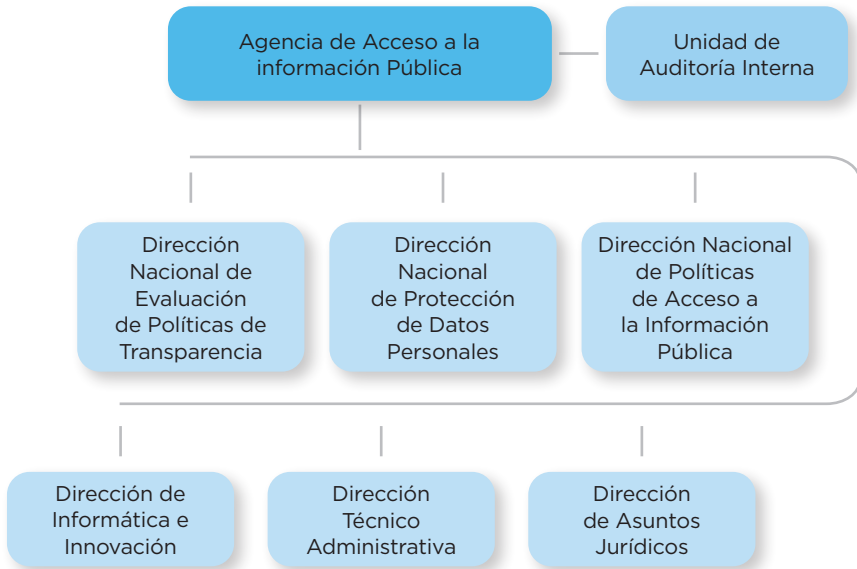 Agencia de Acceso a la
información Pública
Unidad de
Auditoría Interna
Dirección
Nacional de
Evaluación
de Políticas de
Transparencia
Dirección
Nacional
de Protección
de Datos
Personales
Dirección Nacional
de Políticas
de Acceso a
la Información
Pública
Dirección de
Informática e
Innovación
Dirección
Técnico
Administrativa
Dirección
de Asuntos
Jurídicos